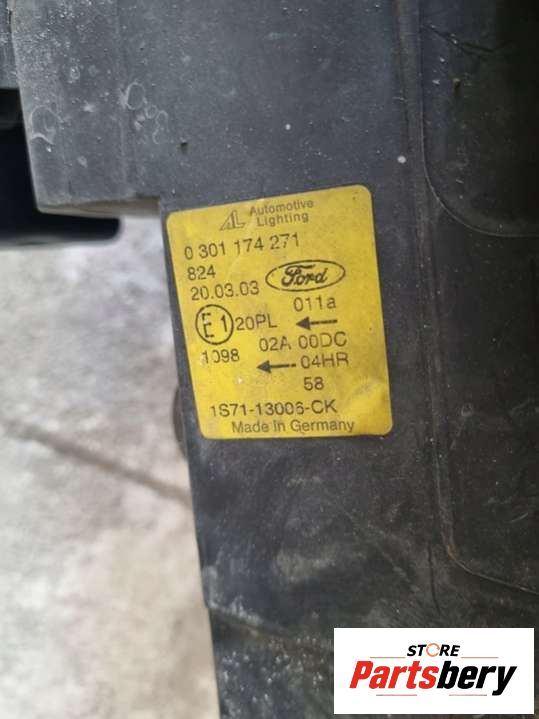 AL Automotive
Lighting
0 301 174 271
824
20.03.03
Ford
011a
E1 20PL
1098
02A 00DC
04HR
58
1S71-13006-CK
Made in Germany
STORE
Partsbery